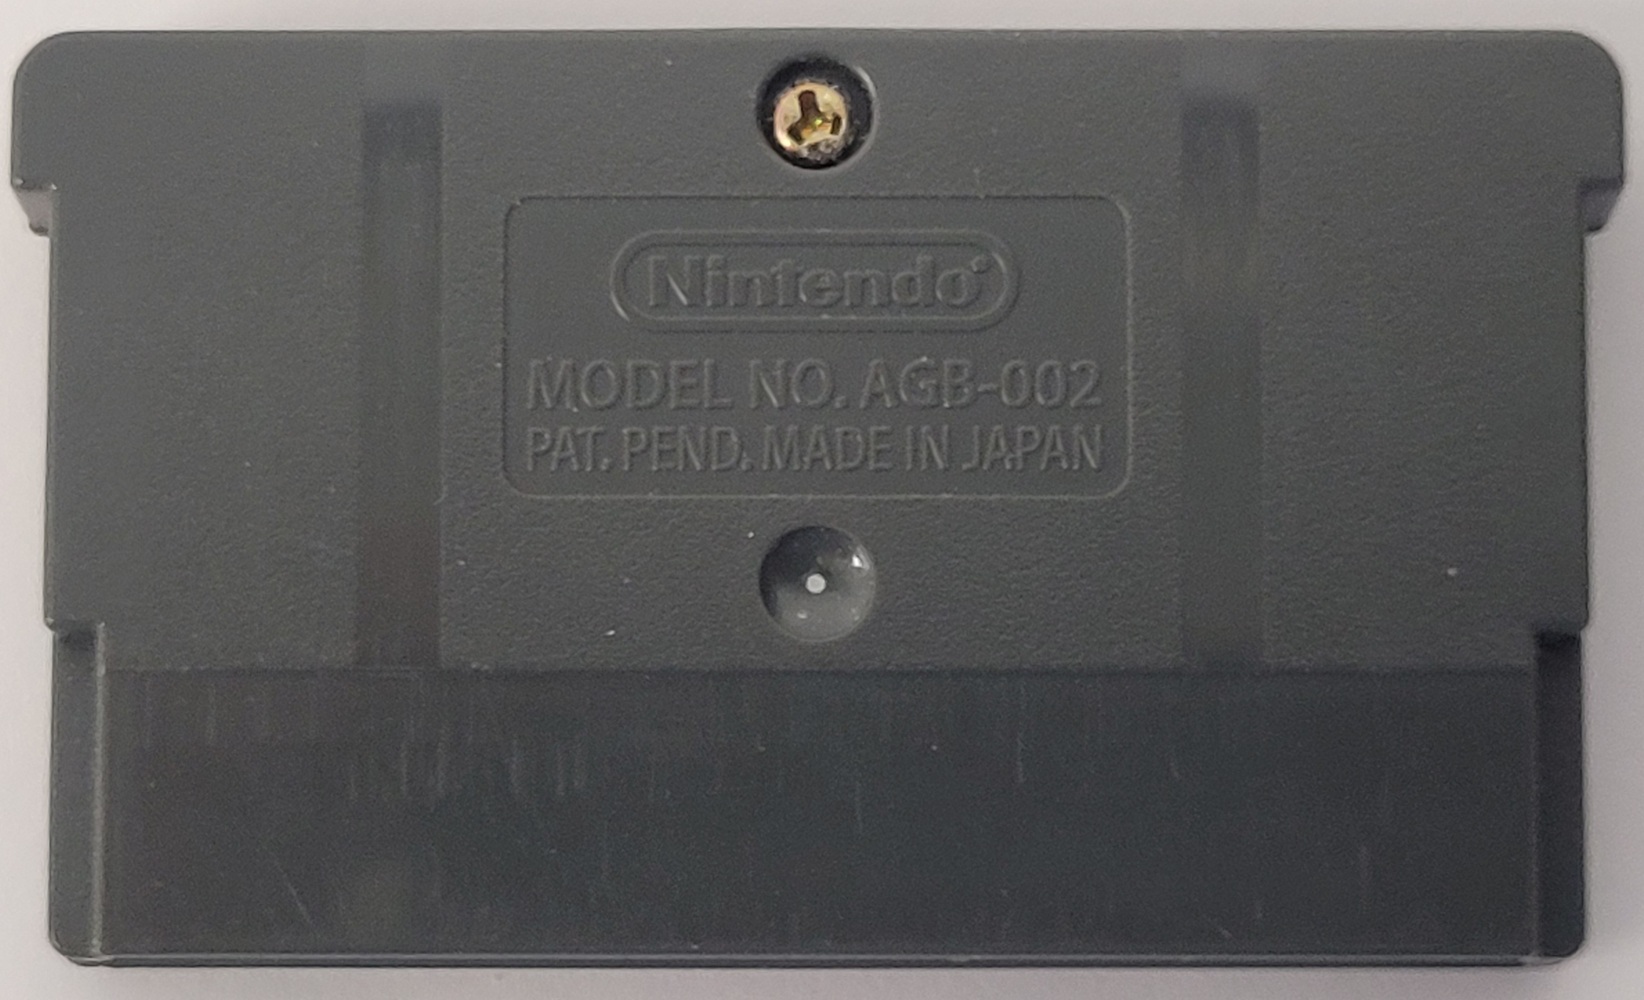 Nintendo
MODEL NO. AGB-002
PAT. PEND. MADE IN JAPAN